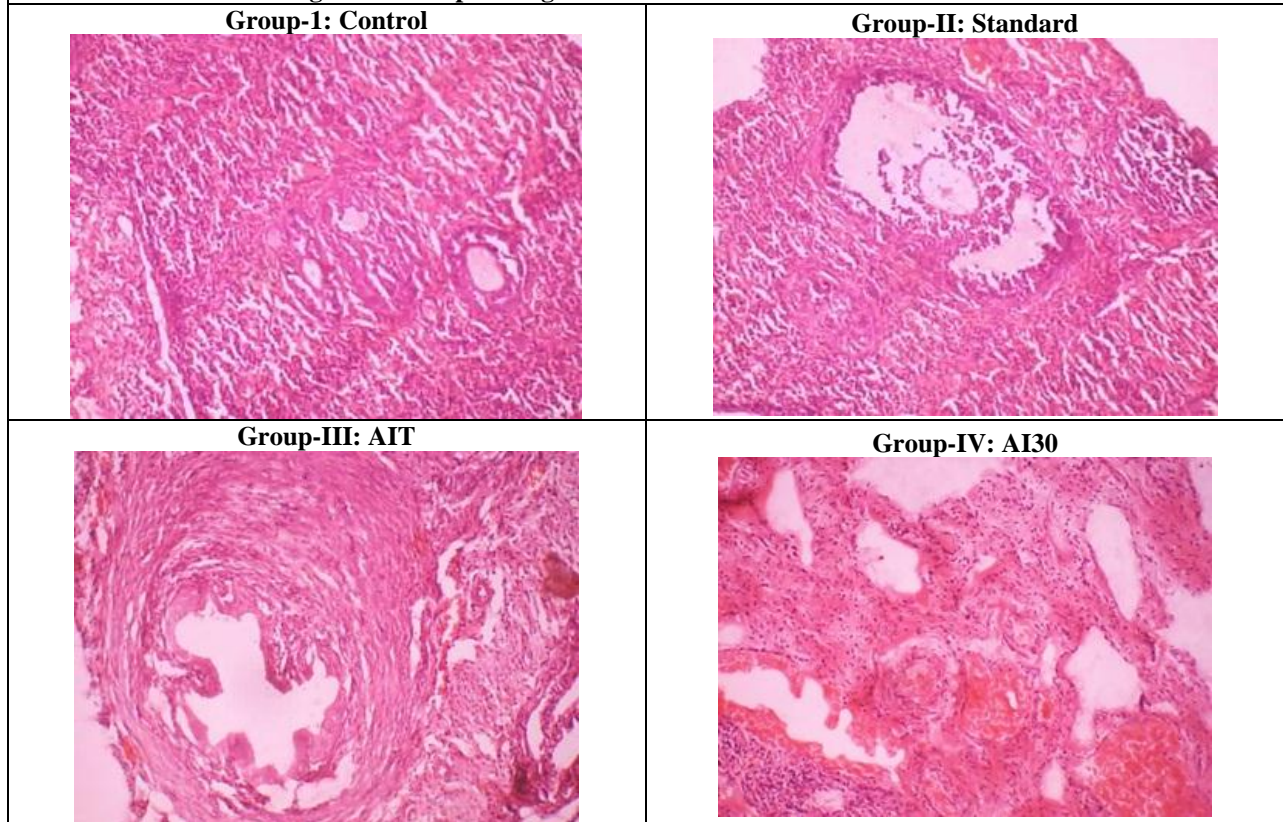 Group-1: Control
Group-II: Standard
Group-III: AIT
Group-IV: AI30